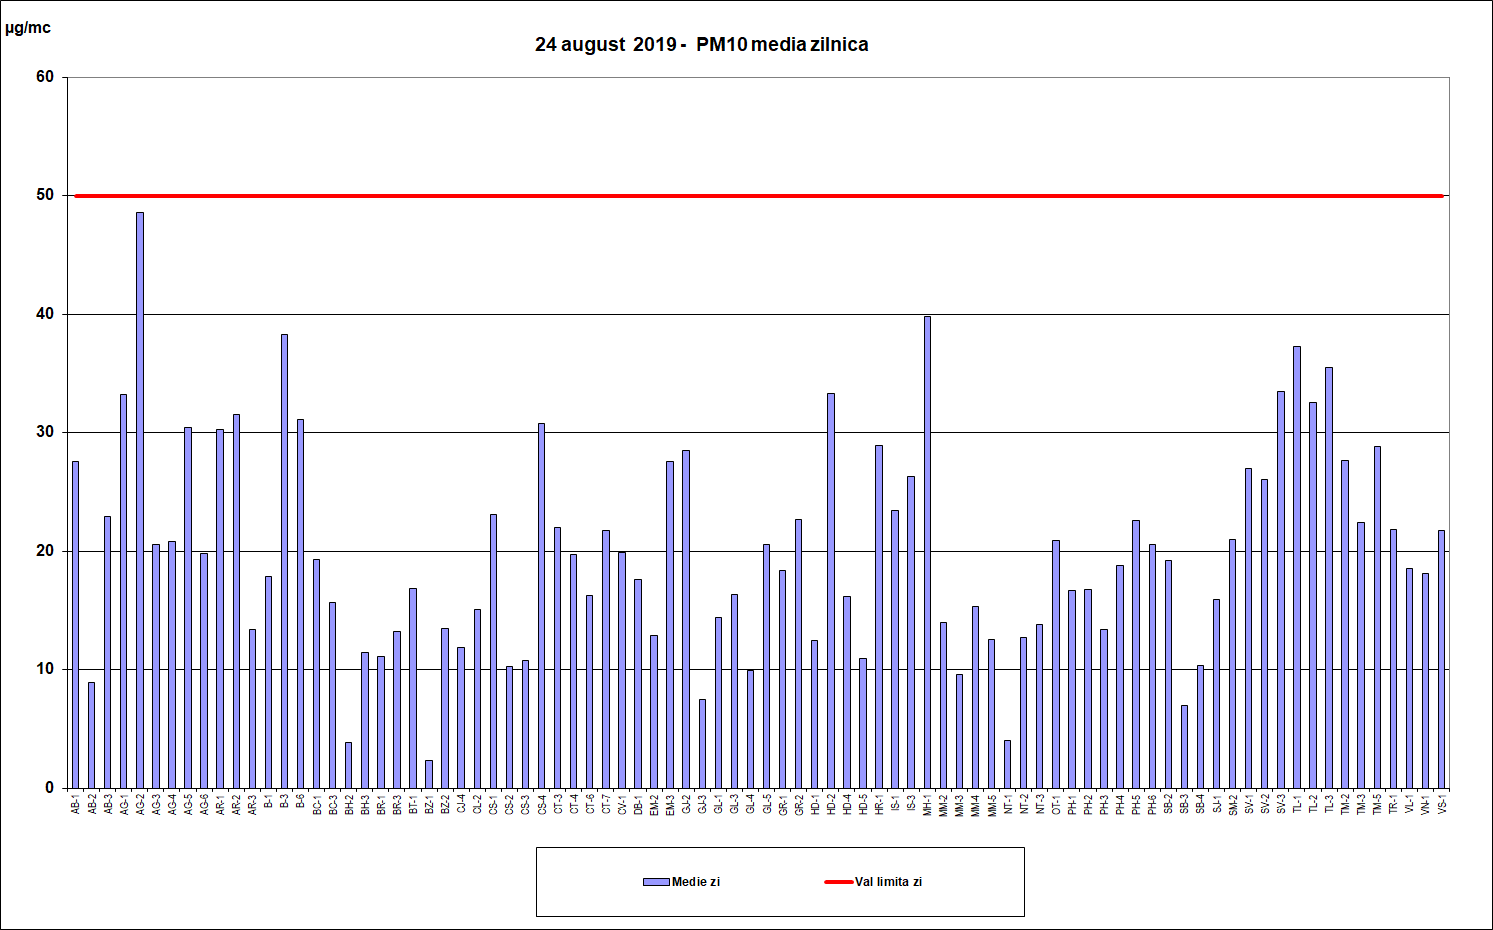 µg/mc
24 august 2019 - PM10 media zilnica
60
50
40
30
20
10
0
AB-1 AB-2 AB-3 AG-1 AG-2 AG-3 AG-4 AG-5 AG-6 AR-1 AR-2 AR-3 B-1 B-3 B-6 BC-1 BC-3 BH-2 BH-3 BR-1 BR-3 BT-1 BZ-1 BZ-2 CJ-4 CL-2 CS-1 CS-2 CS-3 CS-4 CT-3 CT-4 CT-6 CT-7 CV-1 DB-1 EM-2 EM-3 GJ-2 GJ-3 GL-1 GL-3 GL-4 GL-5 GR-1 GR-2 HD-1 HD-2 HD-4 HD-5 HR-1 IS-1 IS-3 MH-1 MM-2 MM-3 MM-4 MM-5 NT-1 NT-2 NT-3 OT-1 PH-1 PH-2 PH-3 PH-4 PH-5 PH-6 SB-2 SB-3 SB-4 SJ-1 SM-2 SV-1 SV-2 SV-3 TL-1 TL-2 TL-3 TM-2 TM-3 TM-5 TR-1 VL-1 VN-1 VS-1
Medie zi Val limita zi